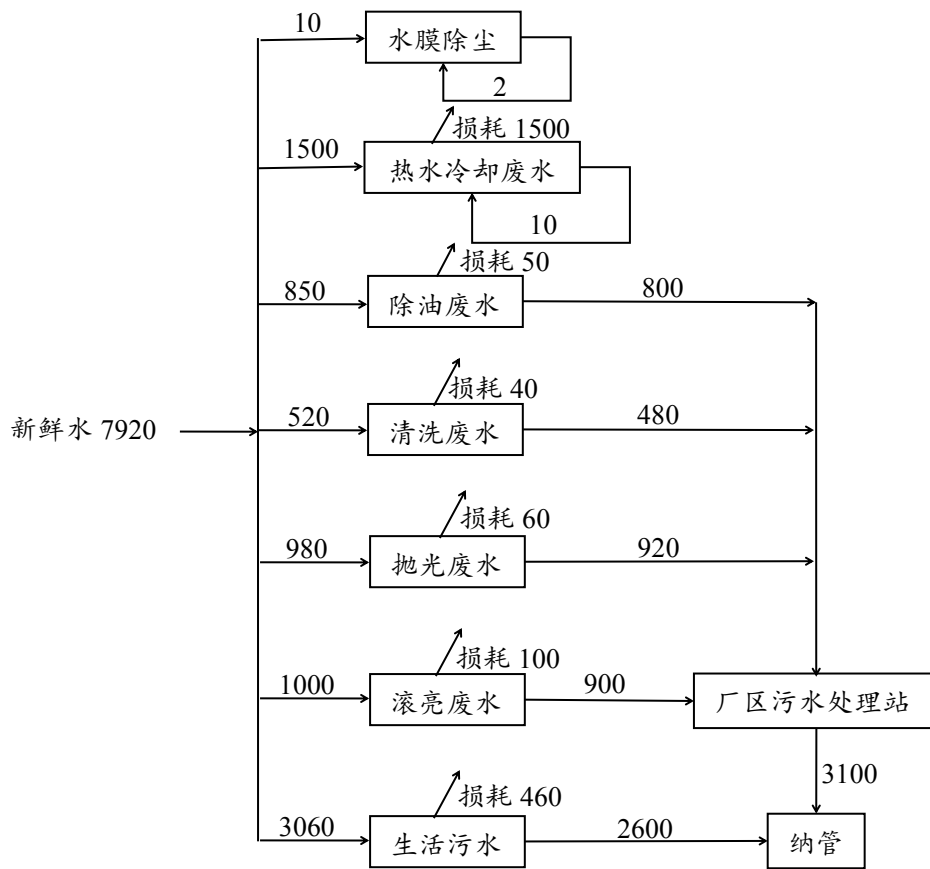 10
水膜除尘
2
损耗 1500
1500
热水冷却废水
10
损耗 50
850
除油废水
800
损耗 40
新鲜水 7920
520
清洗废水
480
损耗 60
980
抛光废水
920
损耗 100
1000
滚亮废水
900
厂区污水处理站
3100
损耗 460
3060
生活污水
2600
纳管